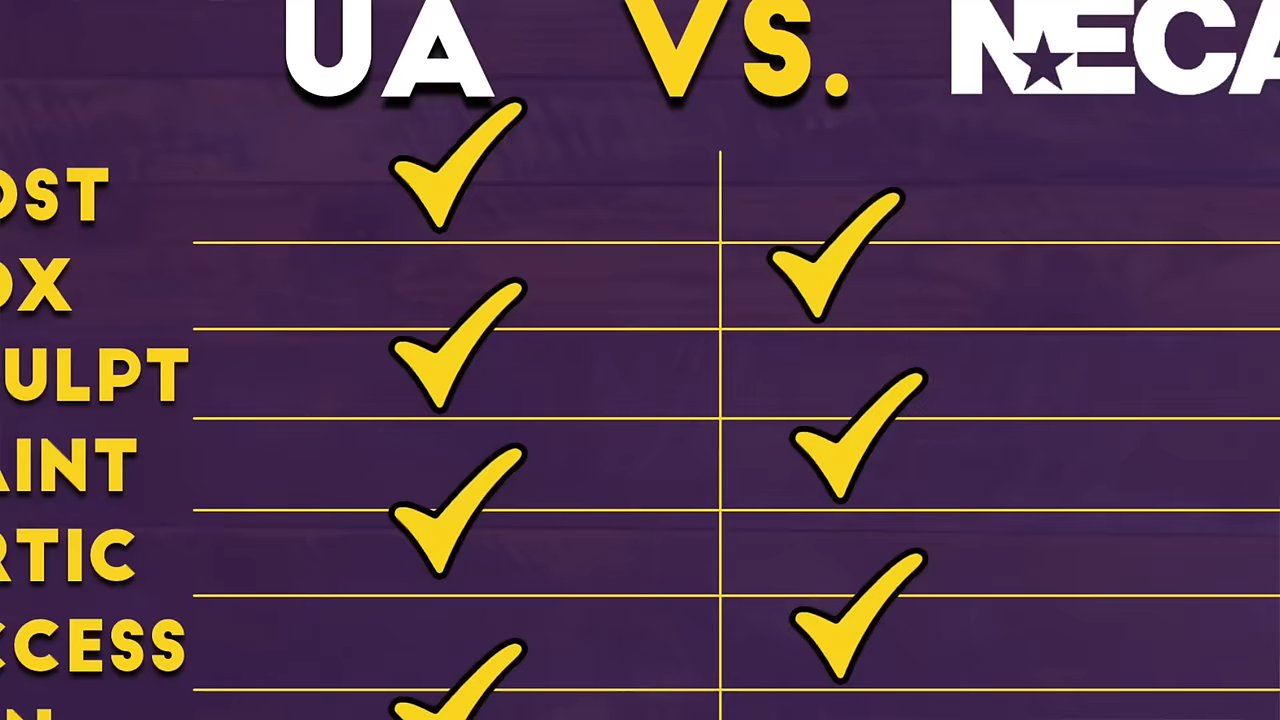 UA VS. NECA
OST
OX
ULPT
AINT
RTIC
CCESS